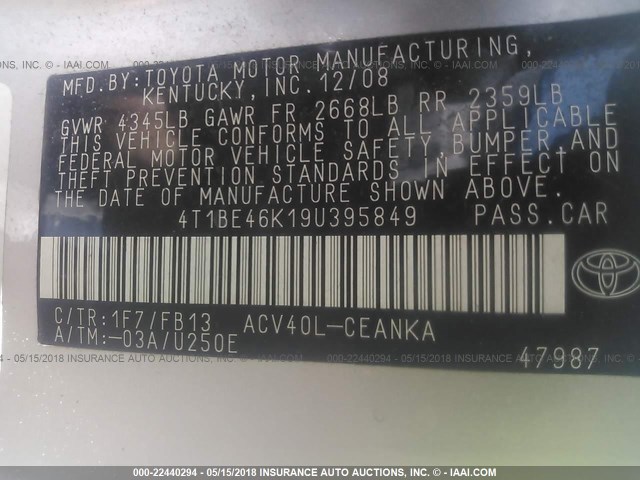 MFD. BY: TOYOTA MOTOR MANUFACTURING,
KENTUCKY, INC. 12/08
GVWR 4345LB GAWR FR 2668LB RR 2359LB
THIS VEHICLE CONFORMS TO ALL APPLICABLE
FEDERAL MOTOR VEHICLE SAFETY, BUMPER, AND
THEFT PREVENTION STANDARDS IN EFFECT ON
THE DATE OF MANUFACTURE SHOWN ABOVE.
4T1BE46K19U395849 PASS.CAR
C/TR:1F7/FB13 ACV40L-CEANKA
A/TM:-03A/U250E
47987
000-22440294 - 05/15/2018 INSURANCE AUTO AUCTIONS, INC. - © IAAI.COM